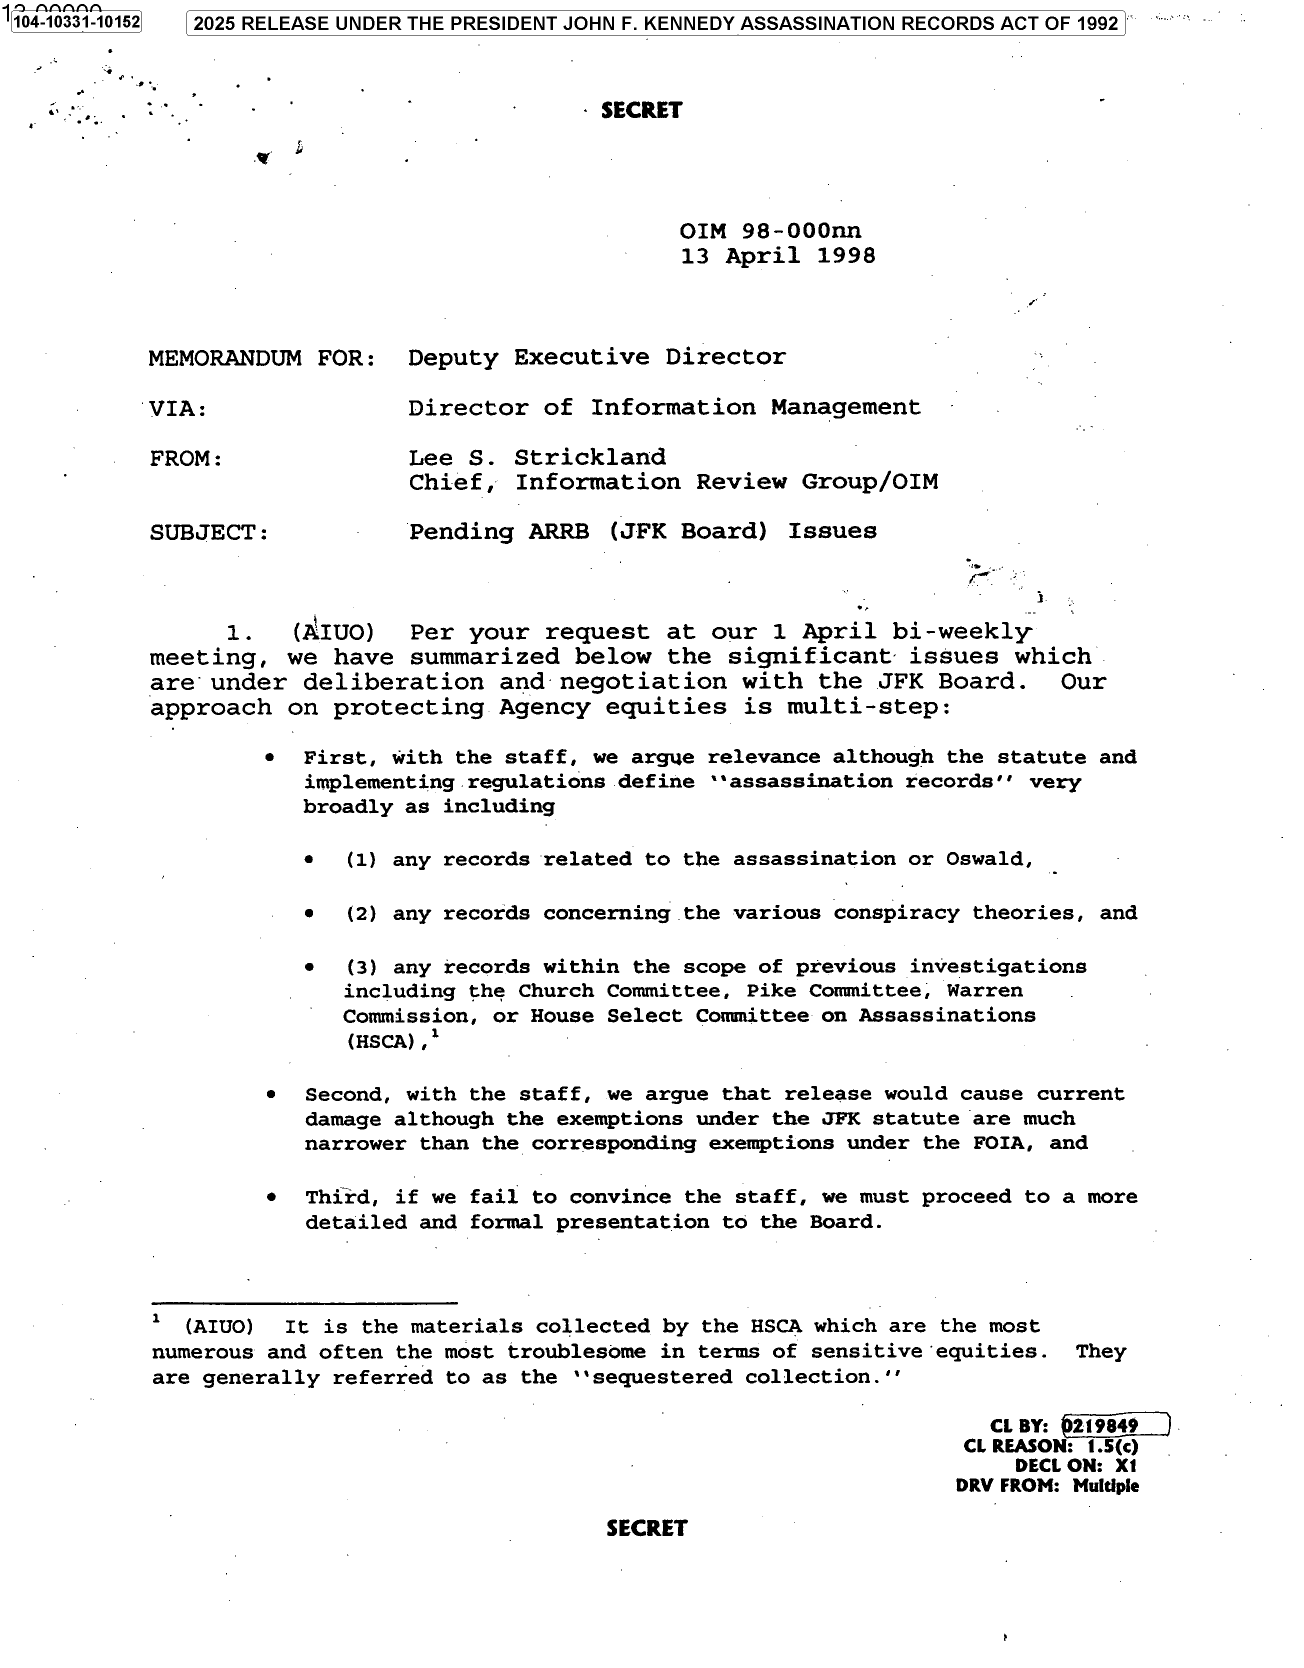 104-10331-10152
2025 RELEASE UNDER THE PRESIDENT JOHN F. KENNEDY ASSASSINATION RECORDS ACT OF 1992
SECRET
OIM 98-000nn
13 April 1998
MEMORANDUM FOR: Deputy Executive Director
VIA: Director of Information Management
FROM: Lee S. Strickland
Chief, Information Review Group/OIM
SUBJECT: Pending ARRB (JFK Board) Issues
1. (AIUO) Per your request at our 1 April bi-weekly
meeting, we have summarized below the significant issues which
are under deliberation and negotiation with the JFK Board. Our
approach on protecting Agency equities is multi-step:
• First, with the staff, we argue relevance although the statute and
implementing regulations define ‘‘assassination records’’ very
broadly as including
• (1) any records related to the assassination or Oswald,
• (2) any records concerning the various conspiracy theories, and
• (3) any records within the scope of previous investigations
including the Church Committee, Pike Committee, Warren
Commission, or House Select Committee on Assassinations
(HSCA),¹
• Second, with the staff, we argue that release would cause current
damage although the exemptions under the JFK statute are much
narrower than the corresponding exemptions under the FOIA, and
• Third, if we fail to convince the staff, we must proceed to a more
detailed and formal presentation to the Board.
¹ (AIUO) It is the materials collected by the HSCA which are the most
numerous and often the most troublesome in terms of sensitive equities. They
are generally referred to as the ‘‘sequestered collection.’’
CL BY: 0219849
CL REASON: 1.5(c)
DECL ON: X1
DRV FROM: Multiple
SECRET